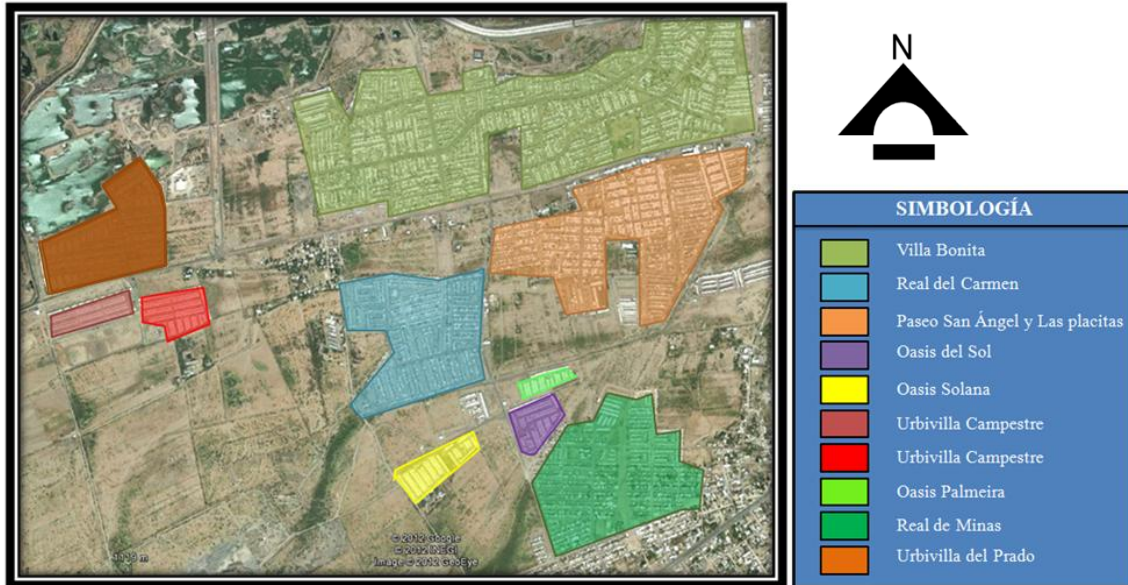 N
SIMBOLOGÍA
Villa Bonita
Real del Carmen
Paseo San Ángel y Las placitas
Oasis del Sol
Oasis Solana
Urbivilla Campestre
Urbivilla Campestre
Oasis Palmeira
Real de Minas
Urbivilla del Prado
© 2012 Google
© 2012 INEGI
Image © 2012 GeoEye